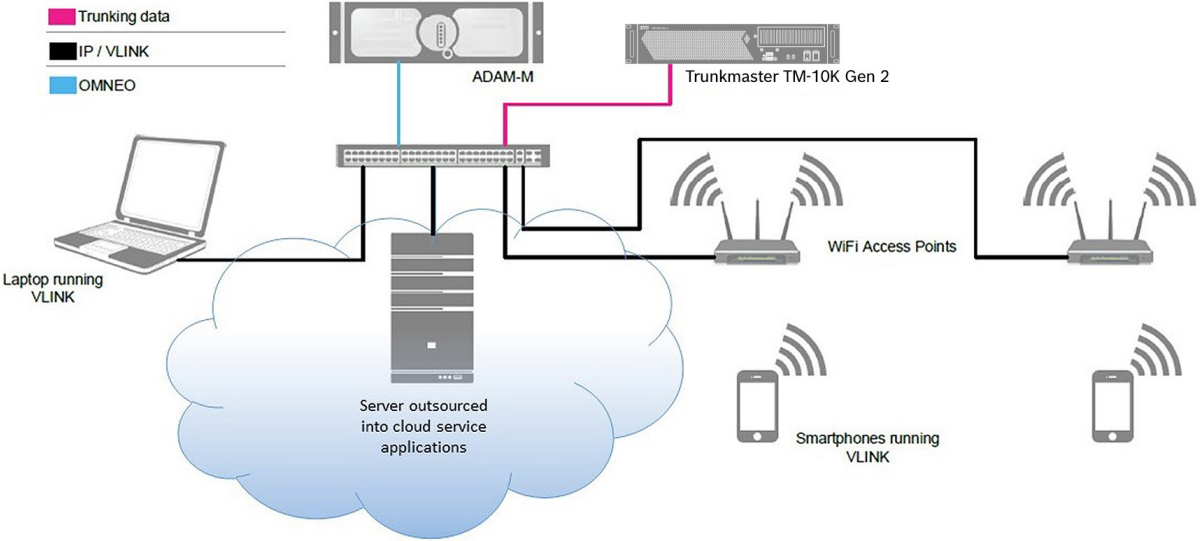 Trunking data
IP / VLINK
OMNEO
ADAM-M
Trunkmaster TM-10K Gen 2
Laptop running
VLINK
WiFi Access Points
Server outsourced
into cloud service
applications
Smartphones running
VLINK